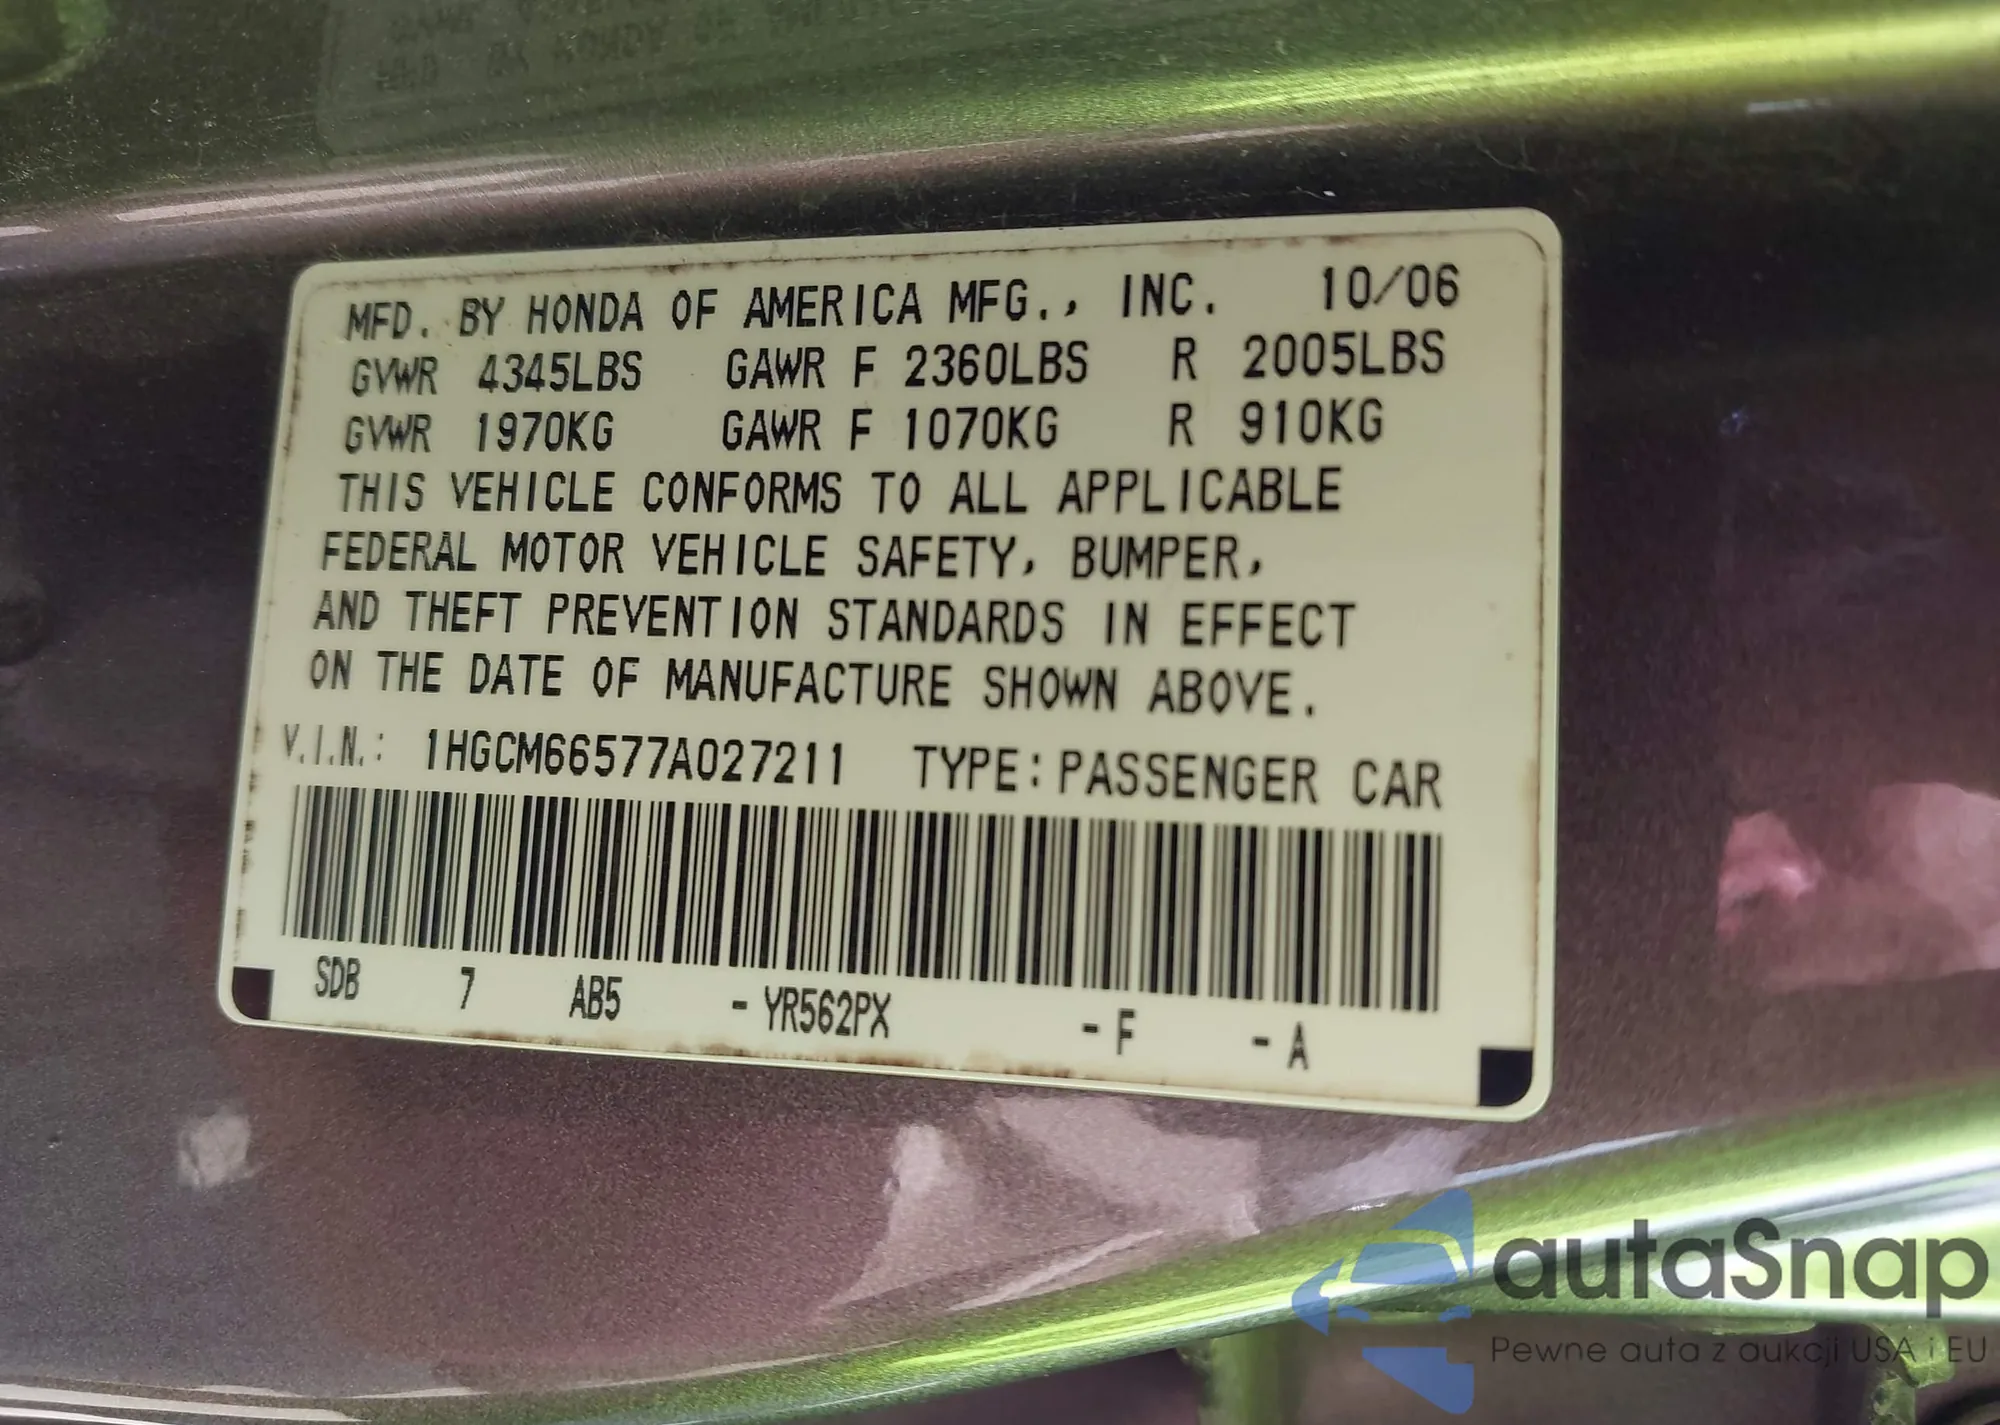 MFD. BY HONDA OF AMERICA MFG., INC. 10/06
GVWR 4345LBS GAWR F 2360LBS R 2005LBS
GVWR 1970KG GAWR F 1070KG R 910KG
THIS VEHICLE CONFORMS TO ALL APPLICABLE
FEDERAL MOTOR VEHICLE SAFETY, BUMPER,
AND THEFT PREVENTION STANDARDS IN EFFECT
ON THE DATE OF MANUFACTURE SHOWN ABOVE.
V.I.N.: 1HGCM66577A027211 TYPE: PASSENGER CAR
SDB 7 AB5 - YR562PX - F - A
autaSnap
Pewne auta z aukcji USA i EU